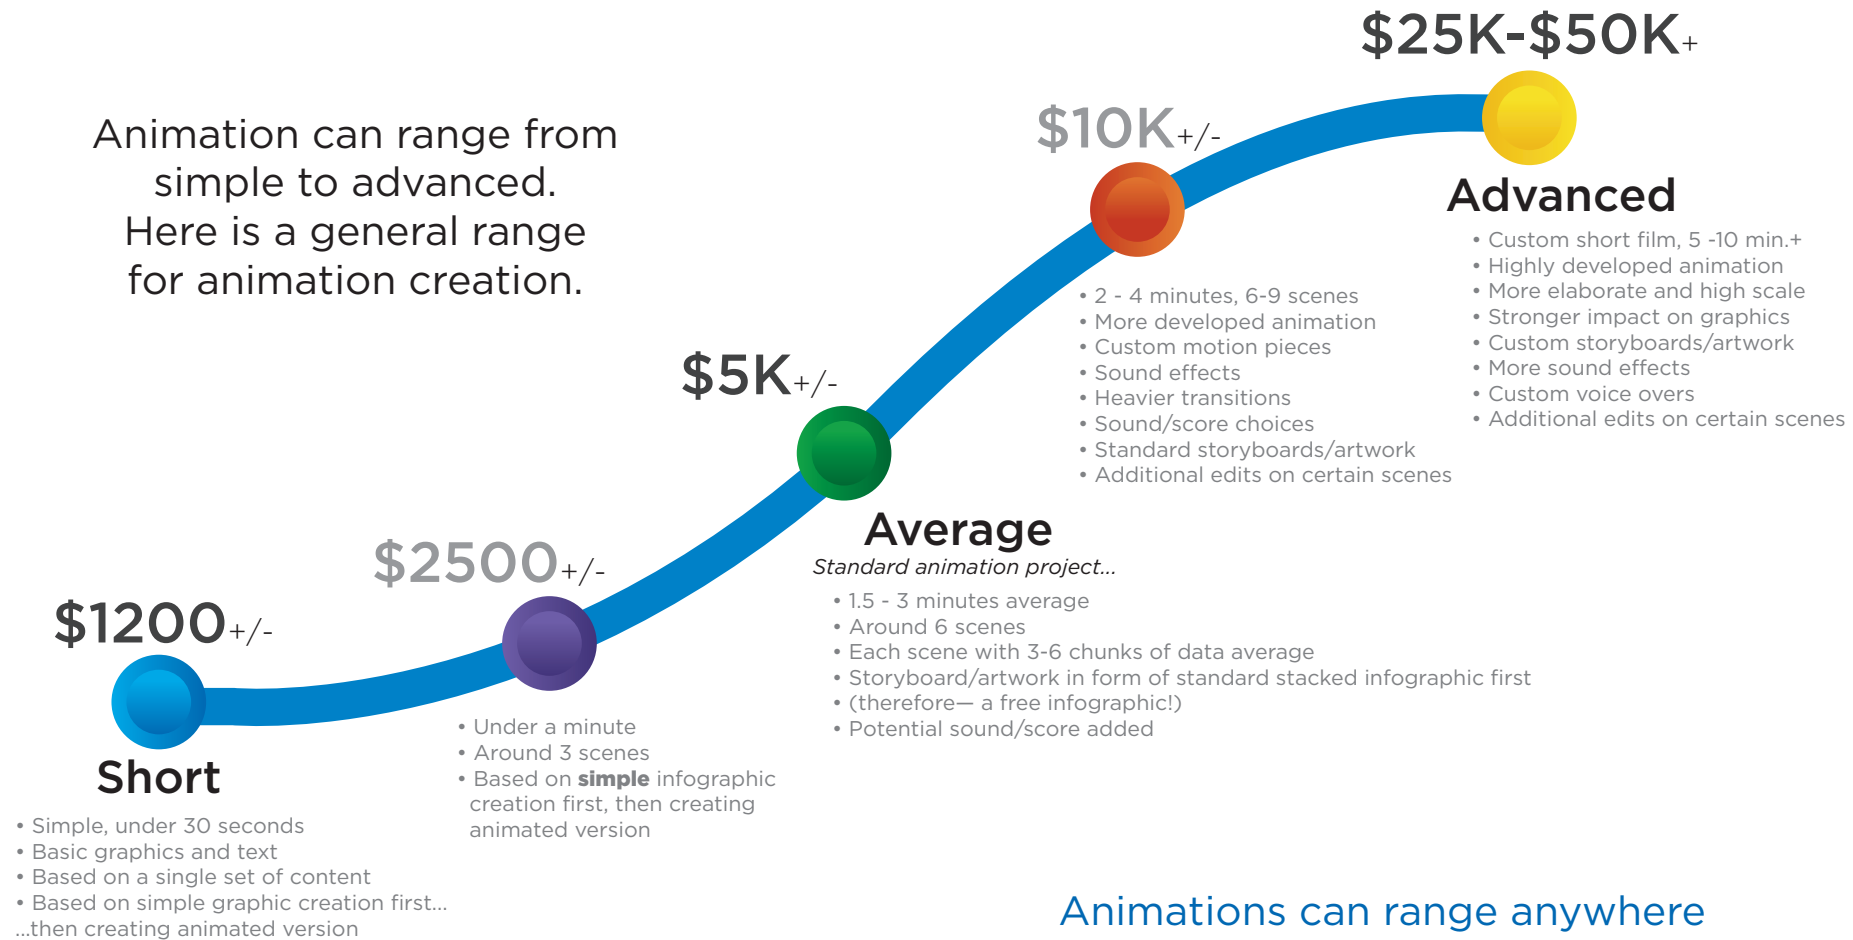 Animation can range from
simple to advanced.
Here is a general range
for animation creation.
$1200+/-
Short
• Simple, under 30 seconds
• Basic graphics and text
• Based on a single set of content
• Based on simple graphic creation first...
...then creating animated version
$2500+/-
• Under a minute
• Around 3 scenes
• Based on simple infographic
creation first, then creating
animated version
$5K+/-
Average
Standard animation project...
• 1.5 - 3 minutes average
• Around 6 scenes
• Each scene with 3-6 chunks of data average
• Storyboard/artwork in form of standard stacked infographic first
• (therefore— a free infographic!)
• Potential sound/score added
$10K+/-
• 2 - 4 minutes, 6-9 scenes
• More developed animation
• Custom motion pieces
• Sound effects
• Heavier transitions
• Sound/score choices
• Standard storyboards/artwork
• Additional edits on certain scenes
$25K-$50K+
Advanced
• Custom short film, 5 -10 min.+
• Highly developed animation
• More elaborate and high scale
• Stronger impact on graphics
• Custom storyboards/artwork
• More sound effects
• Custom voice overs
• Additional edits on certain scenes
Animations can range anywhere